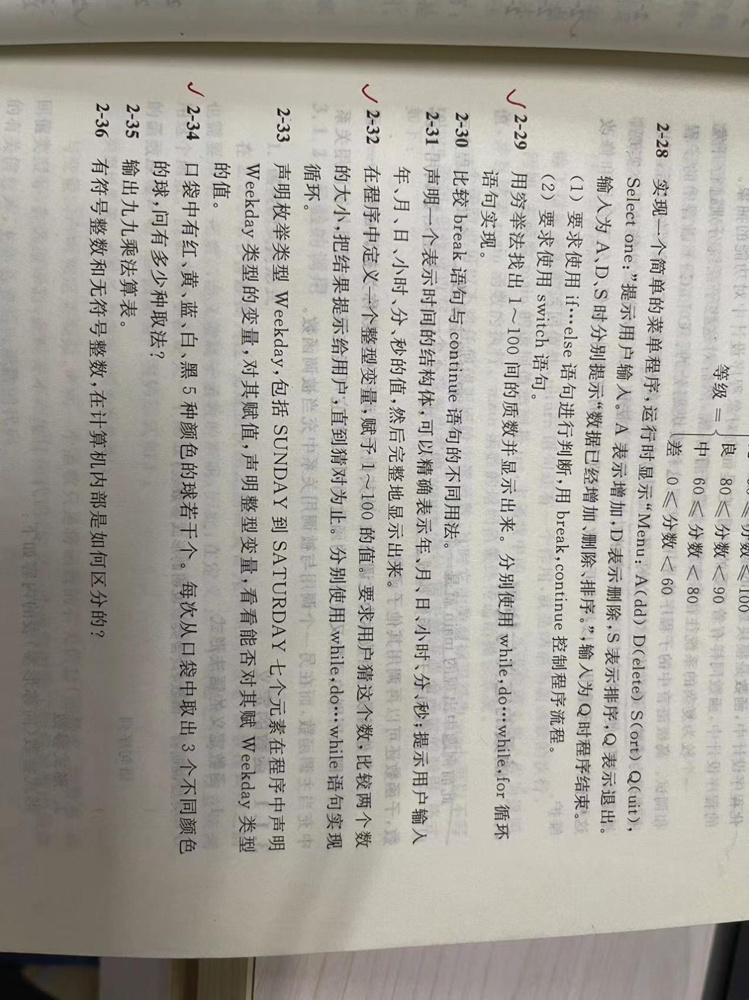 等级 =
良 80≤分数<90
中 60≤分数<80
差 0≤分数<60
2-28 实现一个简单的菜单程序,运行时显示“Menu: A(dd) D(elete) S(ort) Q(uit),
Select one:”提示用户输入。A 表示增加,D 表示删除,S 表示排序,Q 表示退出。
输入为 A、D、S 时分别提示“数据已经增加、删除、排序。”,输入为 Q 时程序结束。
(1) 要求使用 if…else 语句进行判断,用 break,continue 控制程序流程。
(2) 要求使用 switch 语句。
2-29 用穷举法找出 1～100 间的质数并显示出来。分别使用 while,do…while,for 循环
语句实现。
2-30 比较 break 语句与 continue 语句的不同用法。
2-31 声明一个表示时间的结构体,可以精确表示年、月、日、小时、分、秒;提示用户输入
年、月、日、小时、分、秒的值,然后完整地显示出来。
2-32 在程序中定义一个整型变量,赋予 1～100 的值。要求用户猜这个数,比较两个数
的大小,把结果提示给用户,直到猜对为止。分别使用 while,do…while 语句实现
循环。
2-33 声明枚举类型 Weekday,包括 SUNDAY 到 SATURDAY 七个元素在程序中声明
Weekday 类型的变量,对其赋值,声明整型变量,看看能否对其赋 Weekday 类型
的值。
2-34 口袋中有红、黄、蓝、白、黑 5 种颜色的球若干个。每次从口袋中取出 3 个不同颜色
的球,问有多少种取法?
2-35 输出九九乘法算表。
2-36 有符号整数和无符号整数,在计算机内部是如何区分的?